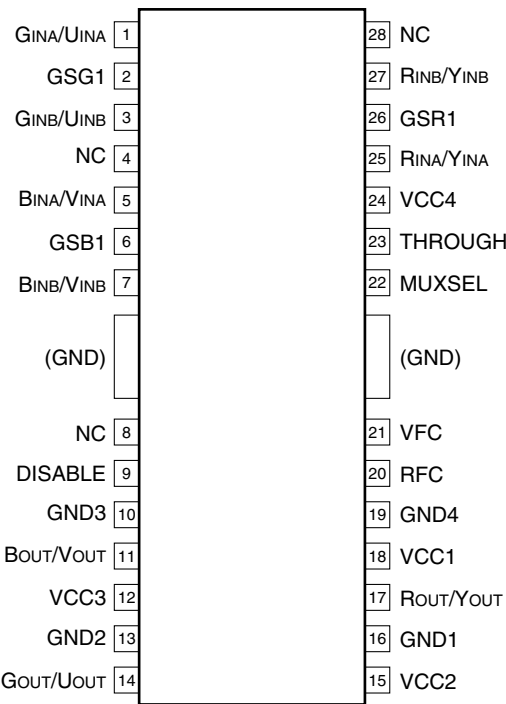 GINA/UINA 1
GSG1 2
GINB/UINB 3
NC 4
BINA/VINA 5
GSB1 6
BINB/VINB 7
(GND)
NC 8
DISABLE 9
GND3 10
BOUT/VOUT 11
VCC3 12
GND2 13
GOUT/UOUT 14
28 NC
27 RINB/YINB
26 GSR1
25 RINA/YINA
24 VCC4
23 THROUGH
22 MUXSEL
(GND)
21 VFC
20 RFC
19 GND4
18 VCC1
17 ROUT/YOUT
16 GND1
15 VCC2